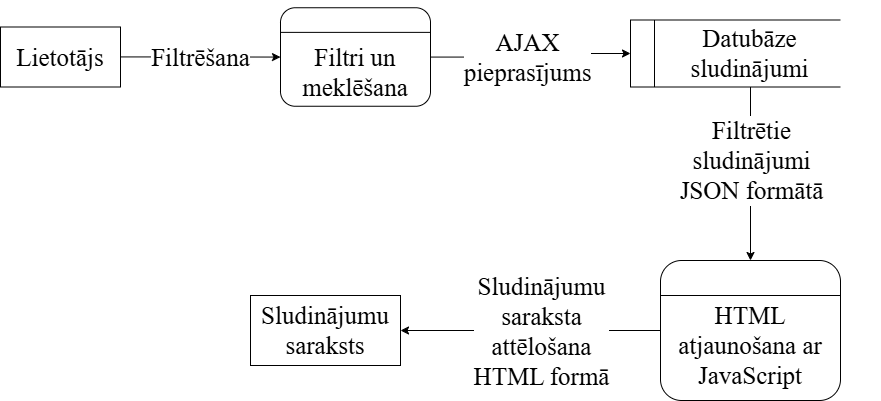 Lietotājs
Filtrēšana
Filtri un
meklēšana
AJAX
pieprasījums
Datubāze
sludinājumi
Filtrētie
sludinājumi
JSON formātā
HTML
atjaunošana ar
JavaScript
Sludinājumu
saraksta
attēlošana
HTML formā
Sludinājumu
saraksts